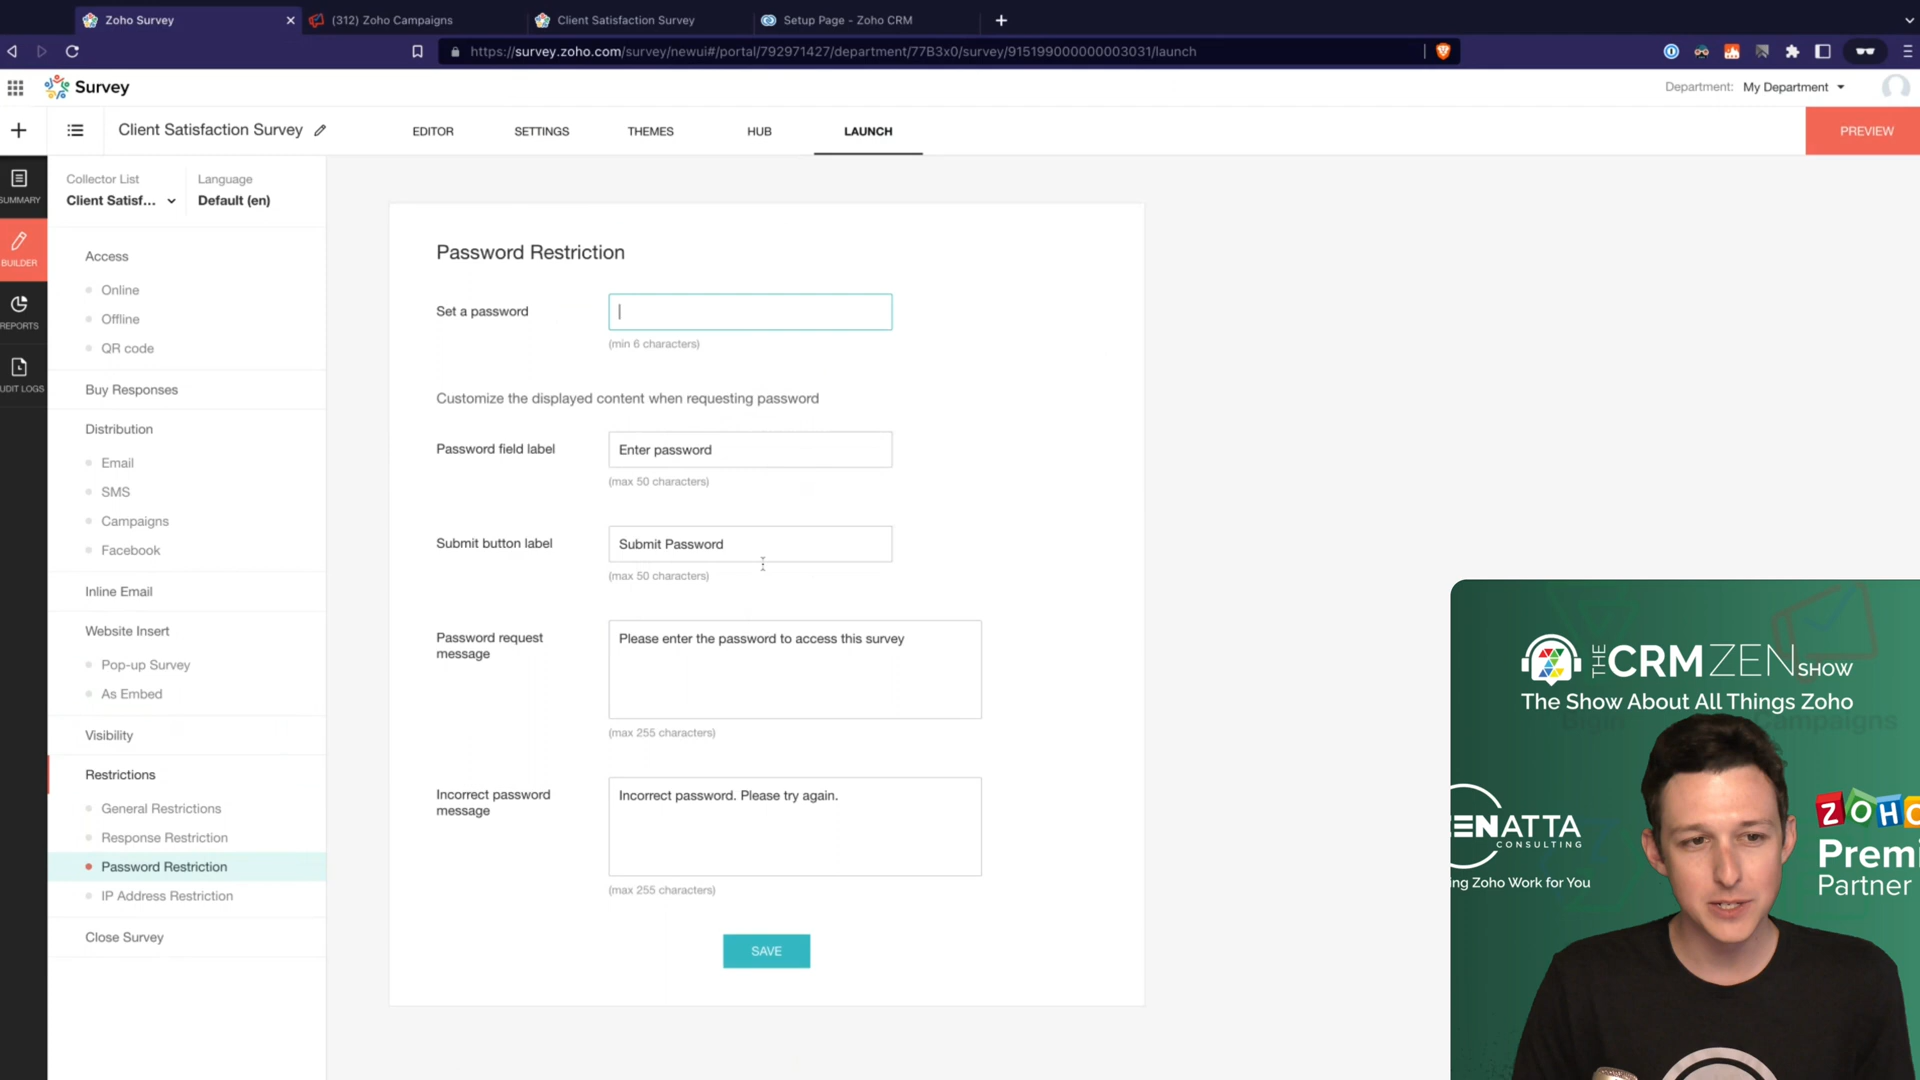 Zoho Survey
(312) Zoho Campaigns
Client Satisfaction Survey
Setup Page - Zoho CRM
https://survey.zoho.com/survey/newui#/portal/792971427/department/77B3x0/survey/915199000000003031/launch
Survey
Department: My Department
Client Satisfaction Survey
EDITOR
SETTINGS
THEMES
HUB
LAUNCH
PREVIEW
SUMMARY
BUILDER
REPORTS
UDIT LOGS
Collector List
Client Satisf...
Language
Default (en)
Access
Online
Offline
QR code
Buy Responses
Distribution
Email
SMS
Campaigns
Facebook
Inline Email
Website Insert
Pop-up Survey
As Embed
Visibility
Restrictions
General Restrictions
Response Restriction
Password Restriction
IP Address Restriction
Close Survey
Password Restriction
Set a password
(min 6 characters)
Customize the displayed content when requesting password
Password field label
Enter password
(max 50 characters)
Submit button label
Submit Password
(max 50 characters)
Password request
message
Please enter the password to access this survey
(max 255 characters)
Incorrect password
message
Incorrect password. Please try again.
(max 255 characters)
SAVE
THE CRM ZEN SHOW
The Show About All Things Zoho
Bigin
Campaigns
ZENATTA
CONSULTING
ng Zoho Work for You
ZOHO
Premi
Partner